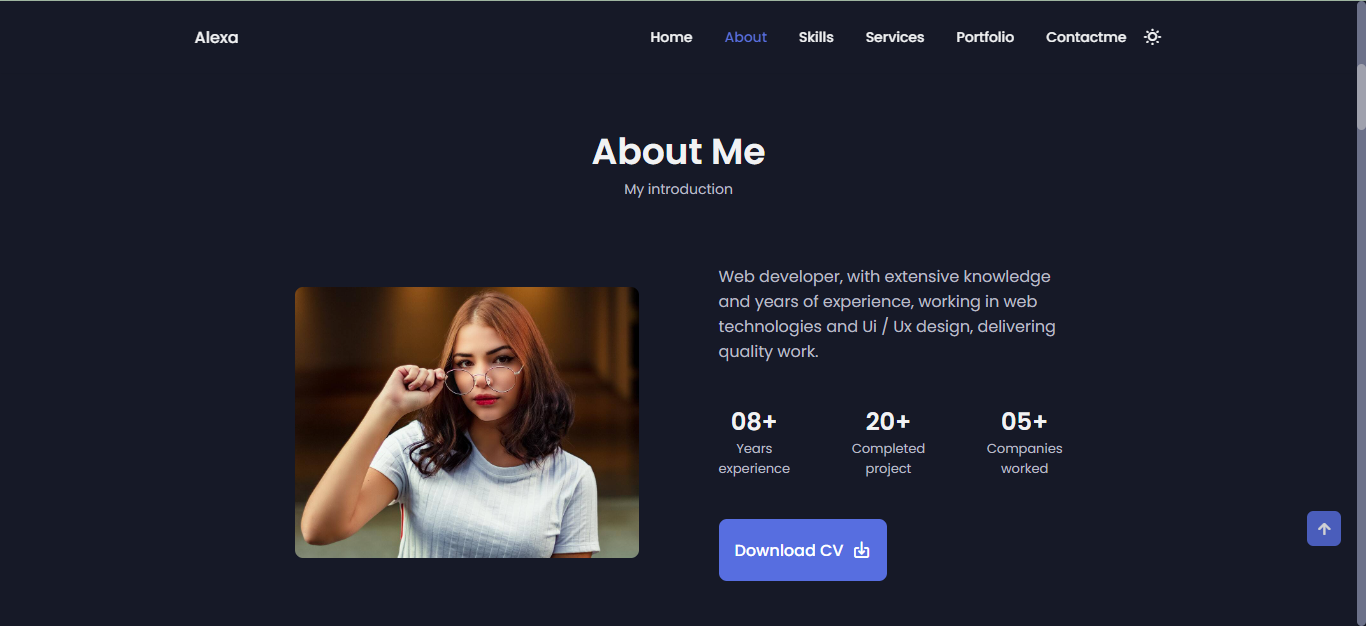 Alexa
Home About Skills Services Portfolio Contactme
About Me
My introduction
Web developer, with extensive knowledge
and years of experience, working in web
technologies and Ui / Ux design, delivering
quality work.
08+ 20+ 05+
Years Completed Companies
experience project worked
Download CV